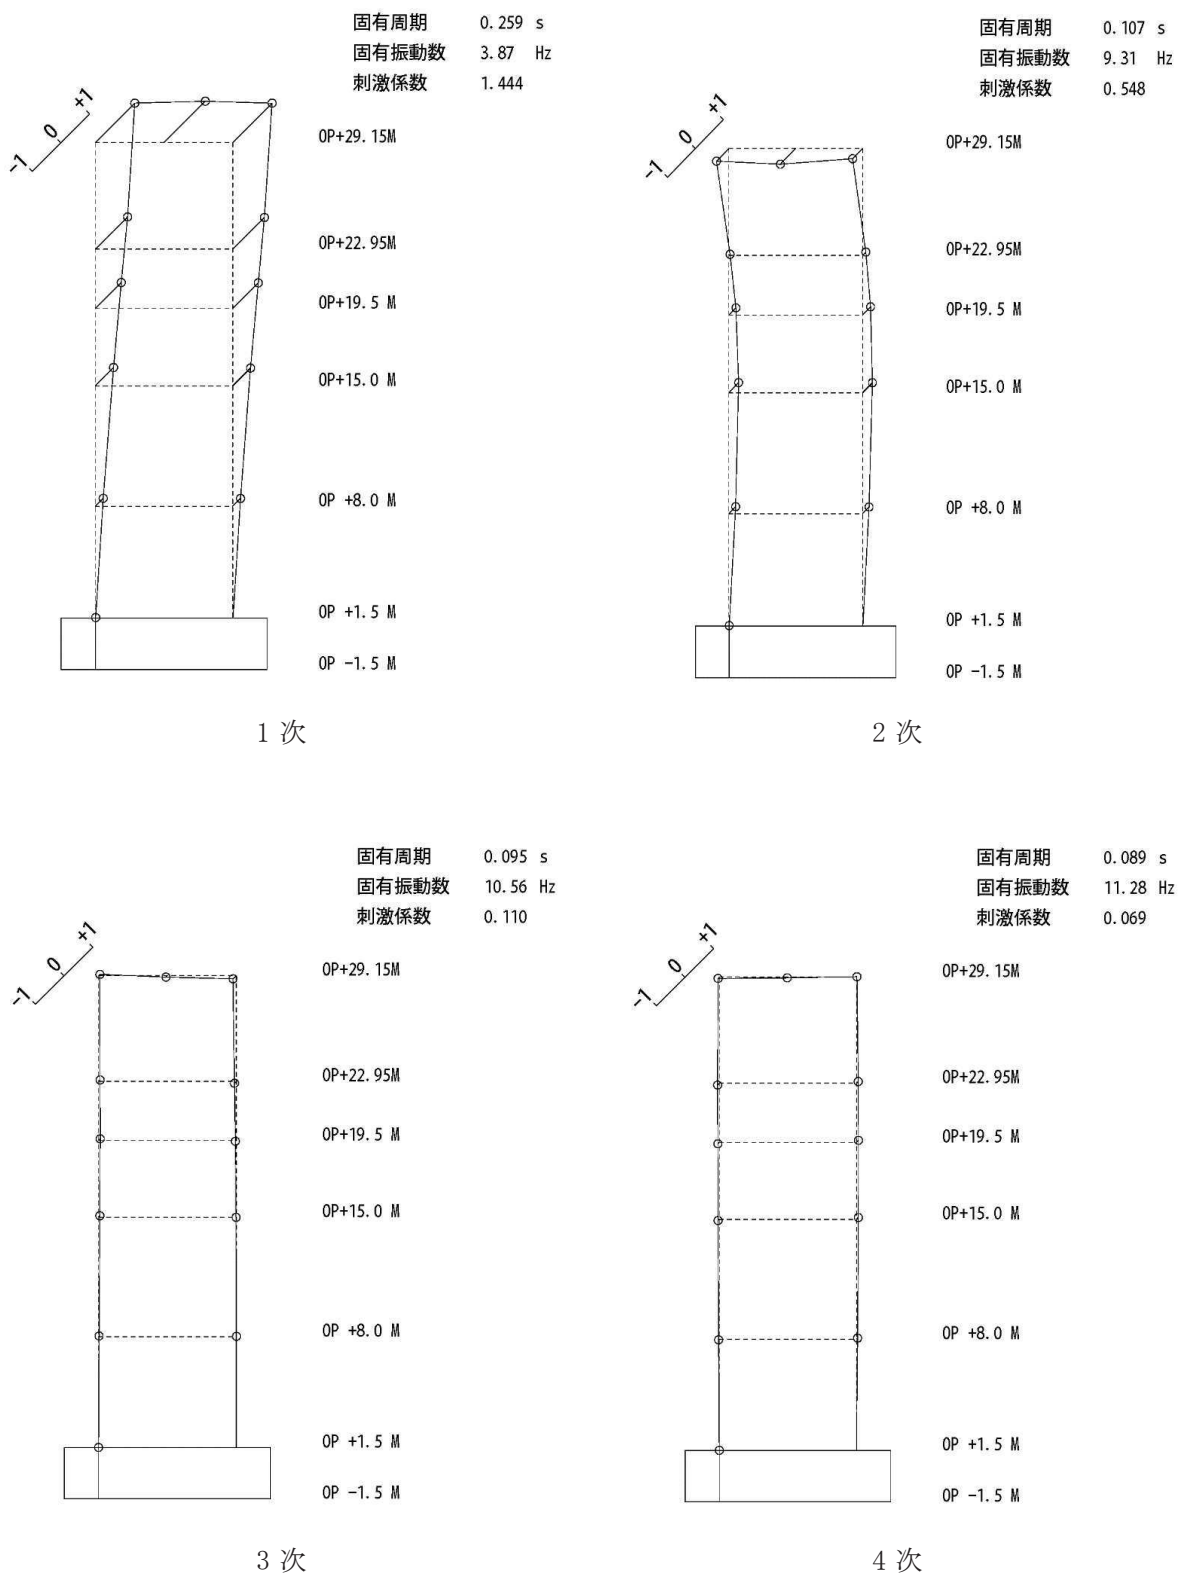 固有周期 0.259 s
固有振動数 3.87 Hz
刺激係数 1.444
-1 0 +1
OP+29.15M
OP+22.95M
OP+19.5 M
OP+15.0 M
OP +8.0 M
OP +1.5 M
OP -1.5 M
1次
固有周期 0.107 s
固有振動数 9.31 Hz
刺激係数 0.548
-1 0 +1
OP+29.15M
OP+22.95M
OP+19.5 M
OP+15.0 M
OP +8.0 M
OP +1.5 M
OP -1.5 M
2次
固有周期 0.095 s
固有振動数 10.56 Hz
刺激係数 0.110
-1 0 +1
OP+29.15M
OP+22.95M
OP+19.5 M
OP+15.0 M
OP +8.0 M
OP +1.5 M
OP -1.5 M
3次
固有周期 0.089 s
固有振動数 11.28 Hz
刺激係数 0.069
-1 0 +1
OP+29.15M
OP+22.95M
OP+19.5 M
OP+15.0 M
OP +8.0 M
OP +1.5 M
OP -1.5 M
4次